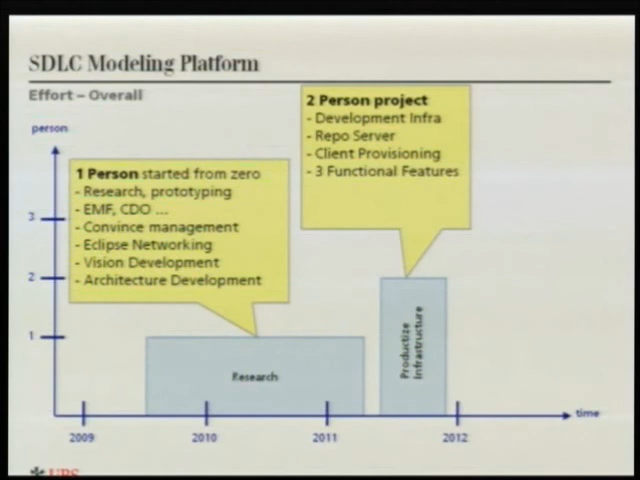 SDLC Modeling Platform
Effort – Overall
person
2 Person project
- Development Infra
- Repo Server
- Client Provisioning
- 3 Functional Features
1 Person started from zero
- Research, prototyping
- EMF, CDO ...
- Convince management
- Eclipse Networking
- Vision Development
- Architecture Development
3
2
1
Research
Productize
Infrastructure
time
2009
2010
2011
2012
UBS